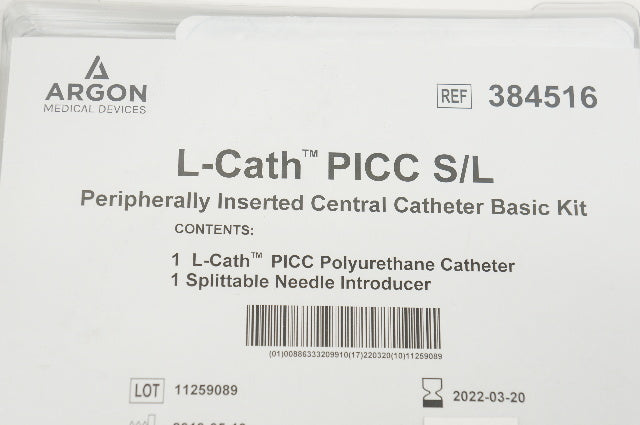 ARGON
MEDICAL DEVICES
REF 384516
L-Cath™ PICC S/L
Peripherally Inserted Central Catheter Basic Kit
CONTENTS:
1 L-Cath™ PICC Polyurethane Catheter
1 Splittable Needle Introducer
(01)00886333209910(17)220320(10)11259089
LOT 11259089
2022-03-20